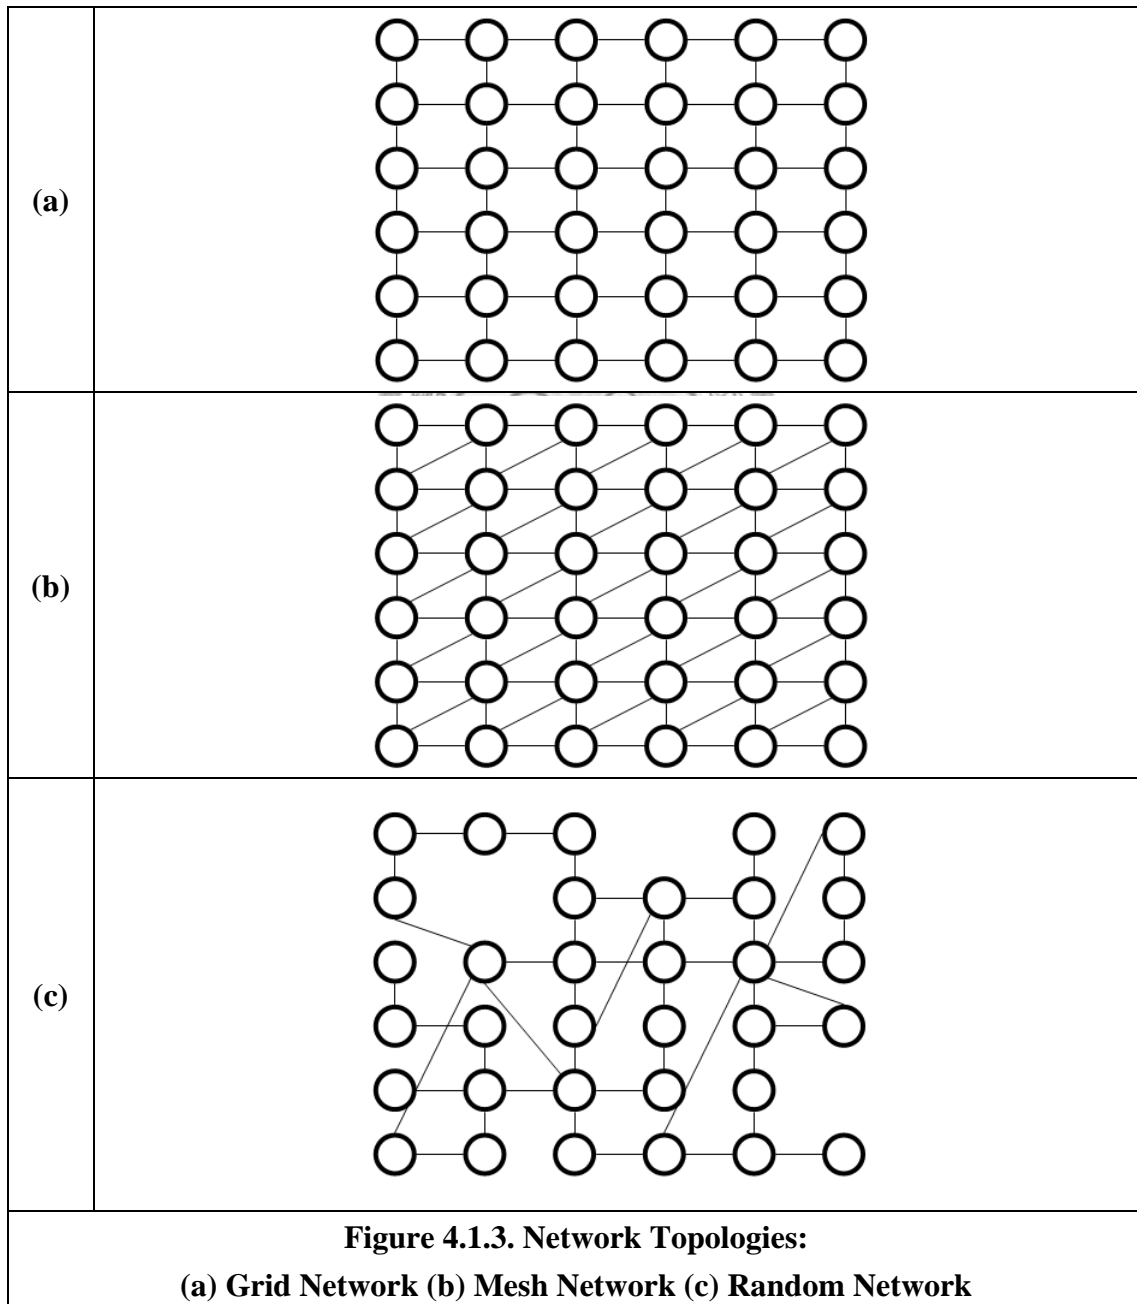 (a)
(b)
(c)
Figure 4.1.3. Network Topologies:
(a) Grid Network (b) Mesh Network (c) Random Network